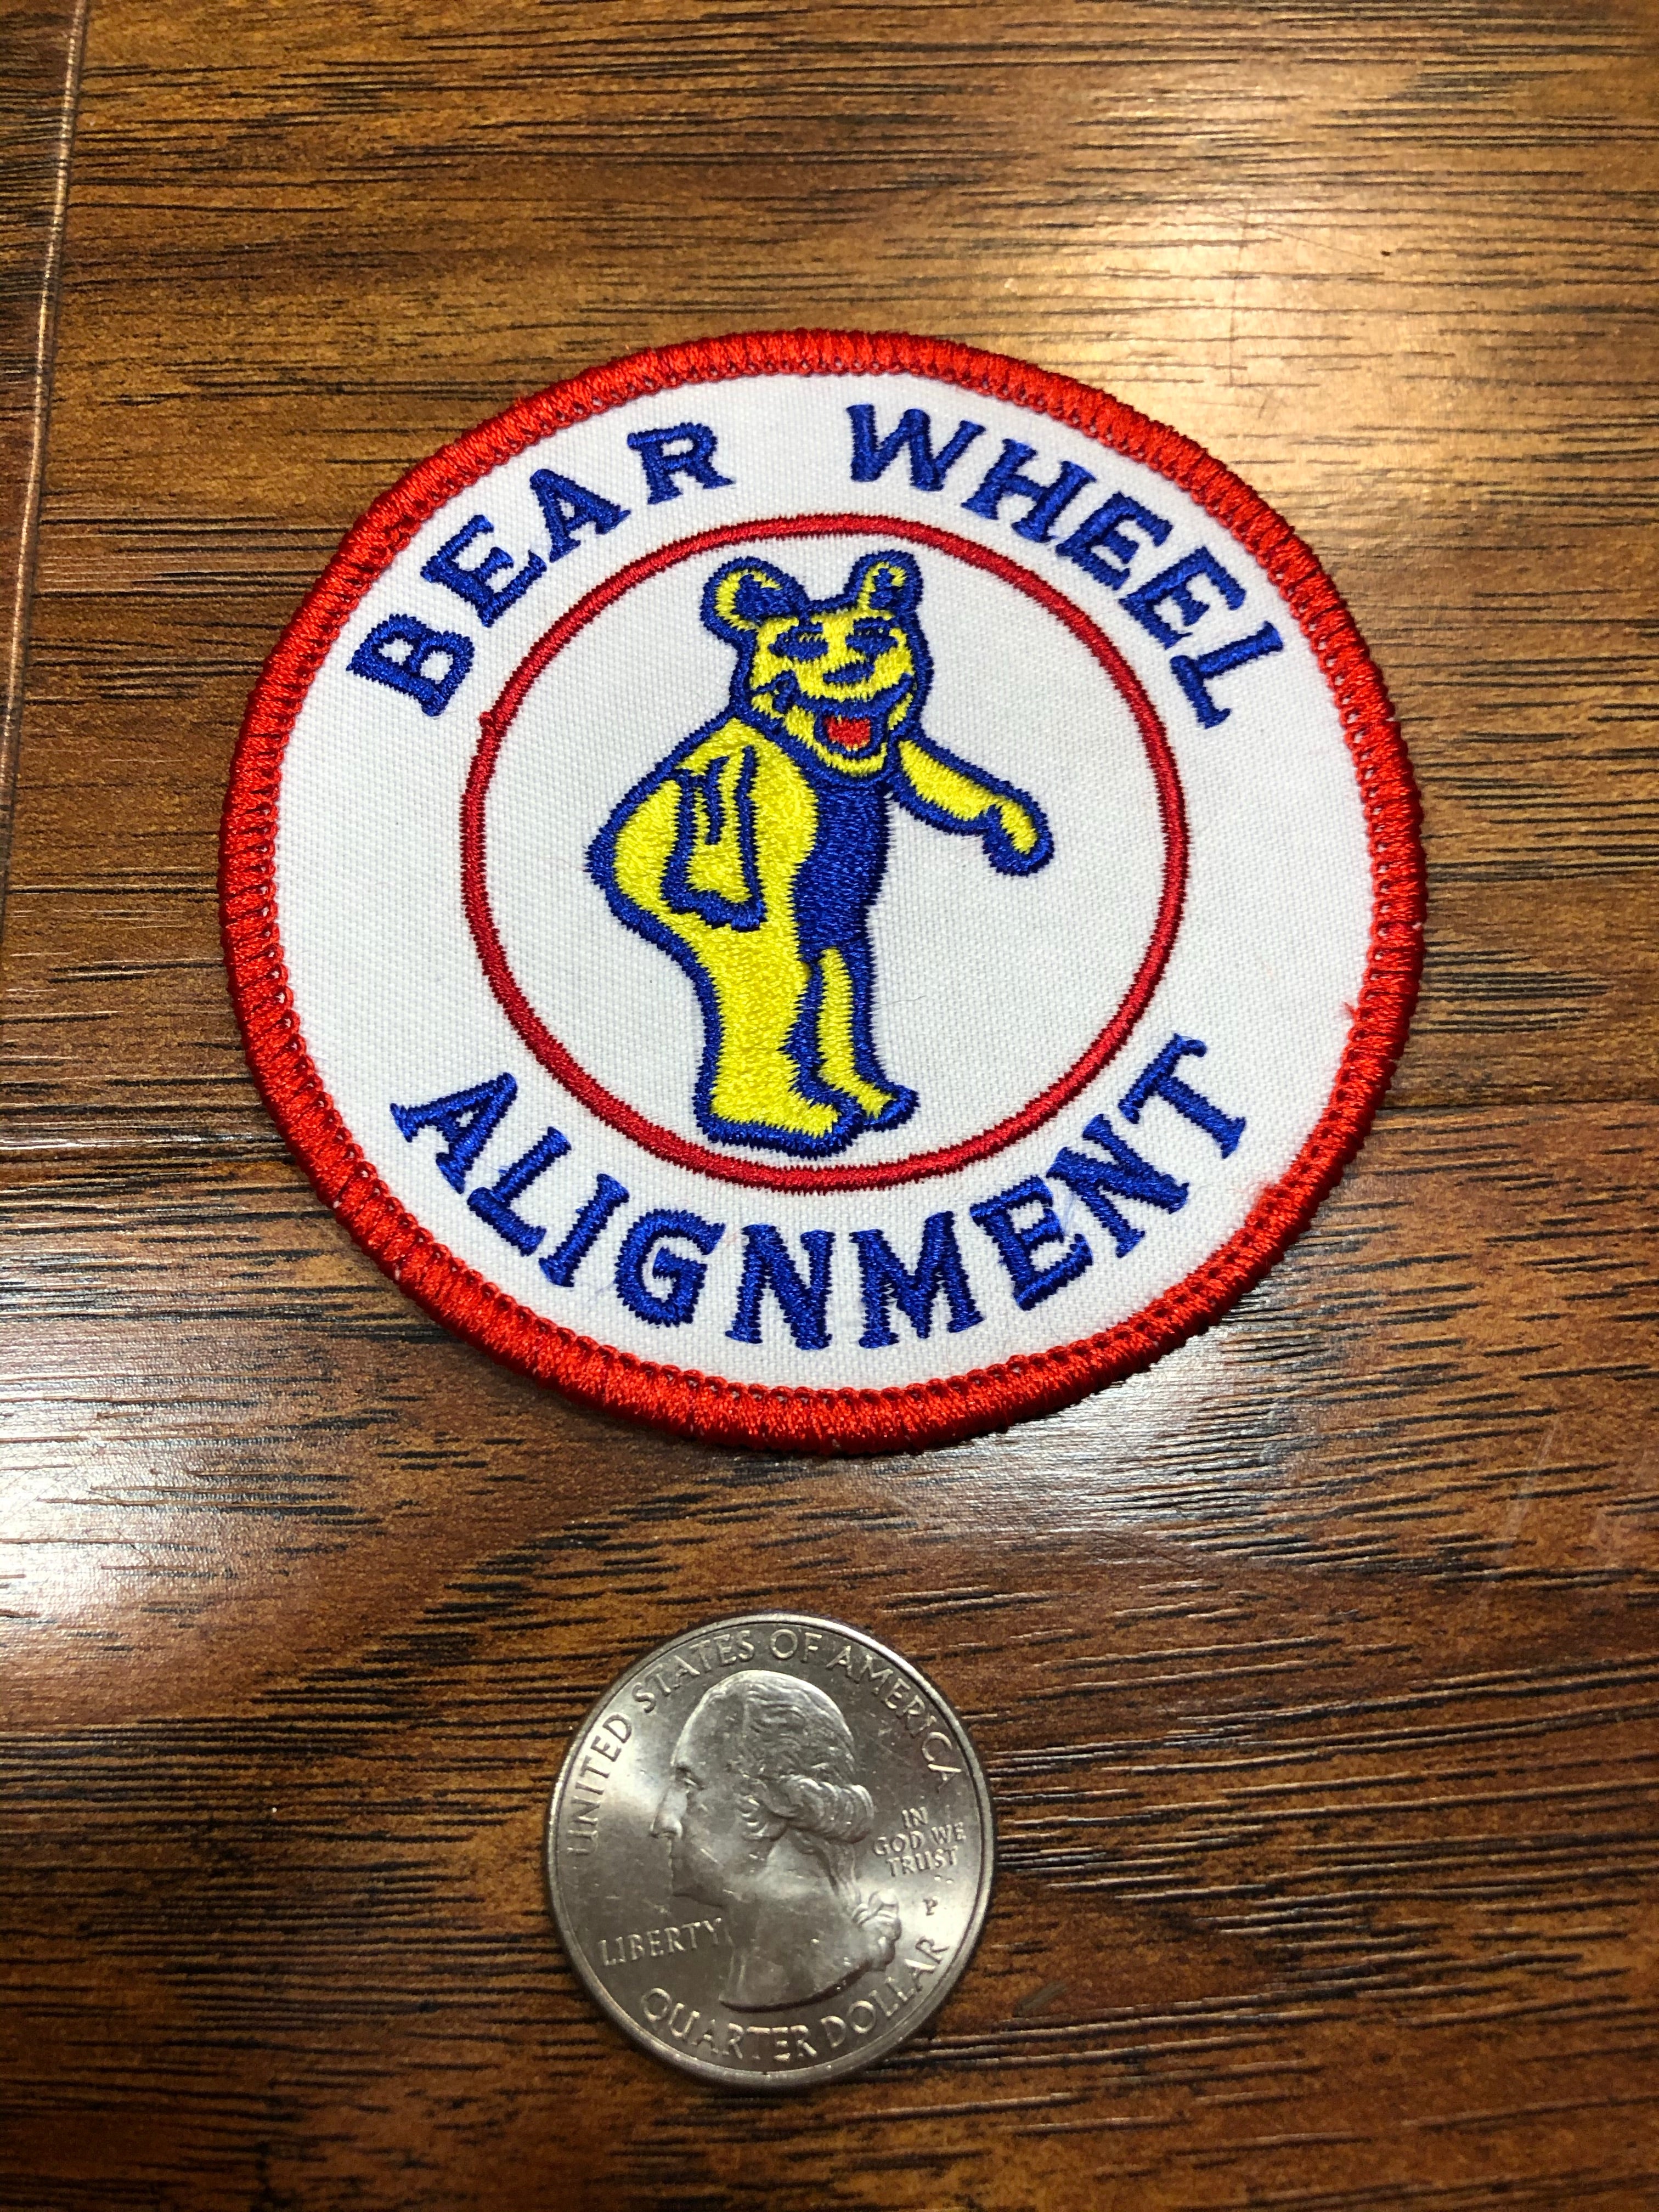 BEAR WHEEL
ALIGNMENT
UNITED STATES OF AMERICA
IN
GOD WE
TRUST
P
LIBERTY
QUARTER DOLLAR